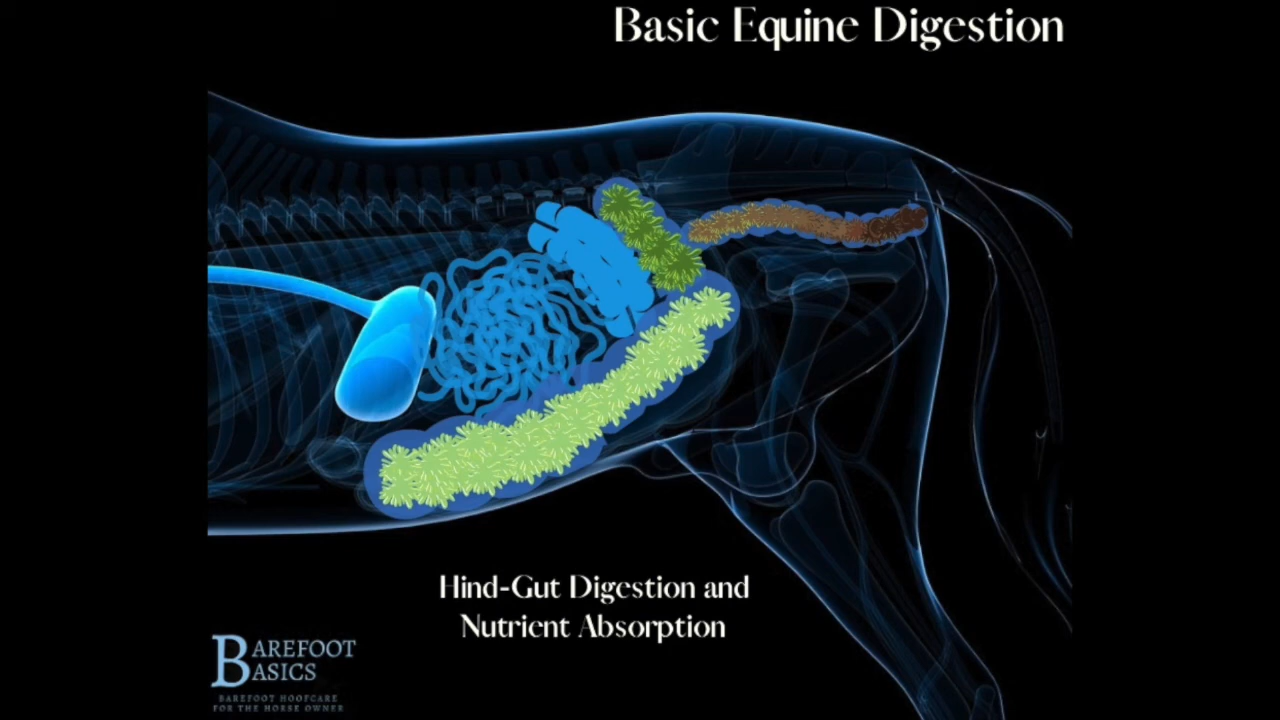 Basic Equine Digestion
Hind-Gut Digestion and
Nutrient Absorption
BAREFOOT
BASICS
BAREFOOT HOOFCARE
FOR THE HORSE OWNER